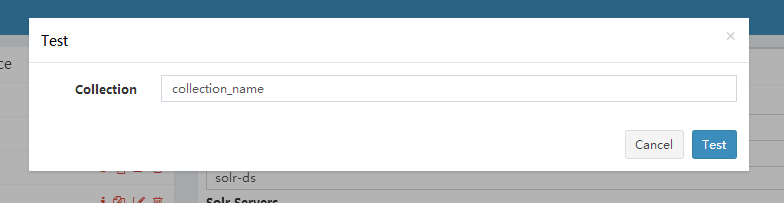 Test
×
ce
Collection
collection_name
Cancel
Test
solr-ds
Solr Servers